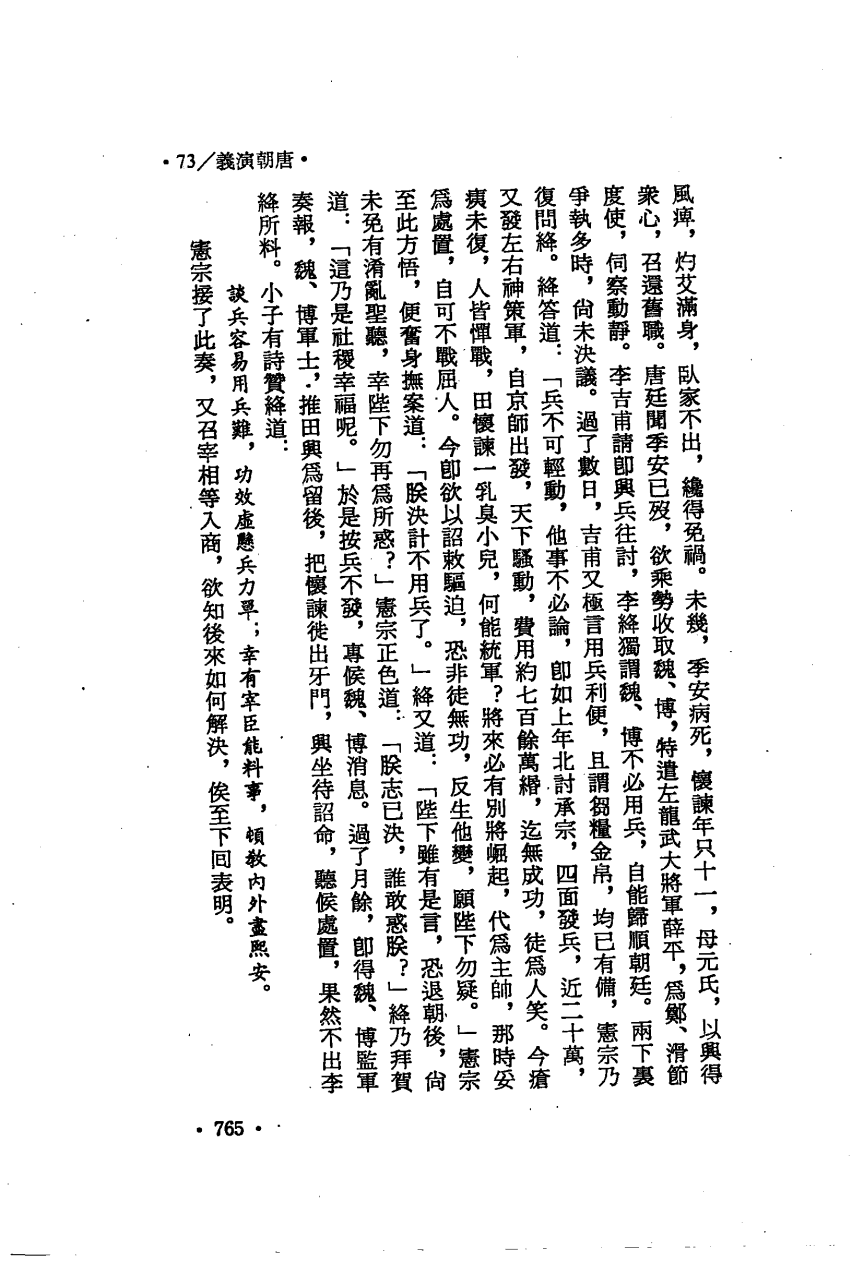 •73／義演朝唐•
風痺，灼艾滿身，臥家不出，纔得免禍。未幾，季安病死，懷諫年只十一，母元氏，以興得
衆心，召還舊職。唐廷聞季安已歿，欲乘勢收取魏、博，特遣左龍武大將軍薛平，爲鄭、滑節
度使，伺察動靜。李吉甫請卽興兵往討，李絳獨謂魏、博不必用兵，自能歸順朝廷。兩下裏
爭執多時，尙未決議。過了數日，吉甫又極言用兵利便，且謂芻糧金帛，均已有備，憲宗乃
復問絳。絳答道：「兵不可輕動，他事不必論，卽如上年北討承宗，四面發兵，近二十萬，
又發左右神策軍，自京師出發，天下騷動，費用約七百餘萬緡，迄無成功，徒爲人笑。今瘡
痍未復，人皆憚戰，田懷諫一乳臭小兒，何能統軍？將來必有別將崛起，代爲主帥，那時妥
爲處置，自可不戰屈人。今卽欲以詔敕驅迫，恐非徒無功，反生他變，願陛下勿疑。」憲宗
至此方悟，便奮身撫案道：「朕決計不用兵了。」絳又道：「陛下雖有是言，恐退朝後，尙
未免有淆亂聖聽，幸陛下勿再爲所惑？」憲宗正色道：「朕志已決，誰敢惑朕？」絳乃拜賀
道：「這乃是社稷幸福呢。」於是按兵不發，專俟魏、博消息。過了月餘，卽得魏、博監軍
奏報，魏、博軍士，推田興爲留後，把懷諫徙出牙門，興坐待詔命，聽候處置，果然不出李
絳所料。小子有詩贊絳道：
談兵容易用兵難，功效虛懸兵力單；幸有宰臣能料事，頓教內外盡熙安。
憲宗接了此奏，又召宰相等入商，欲知後來如何解決，俟至下回表明。
•765•